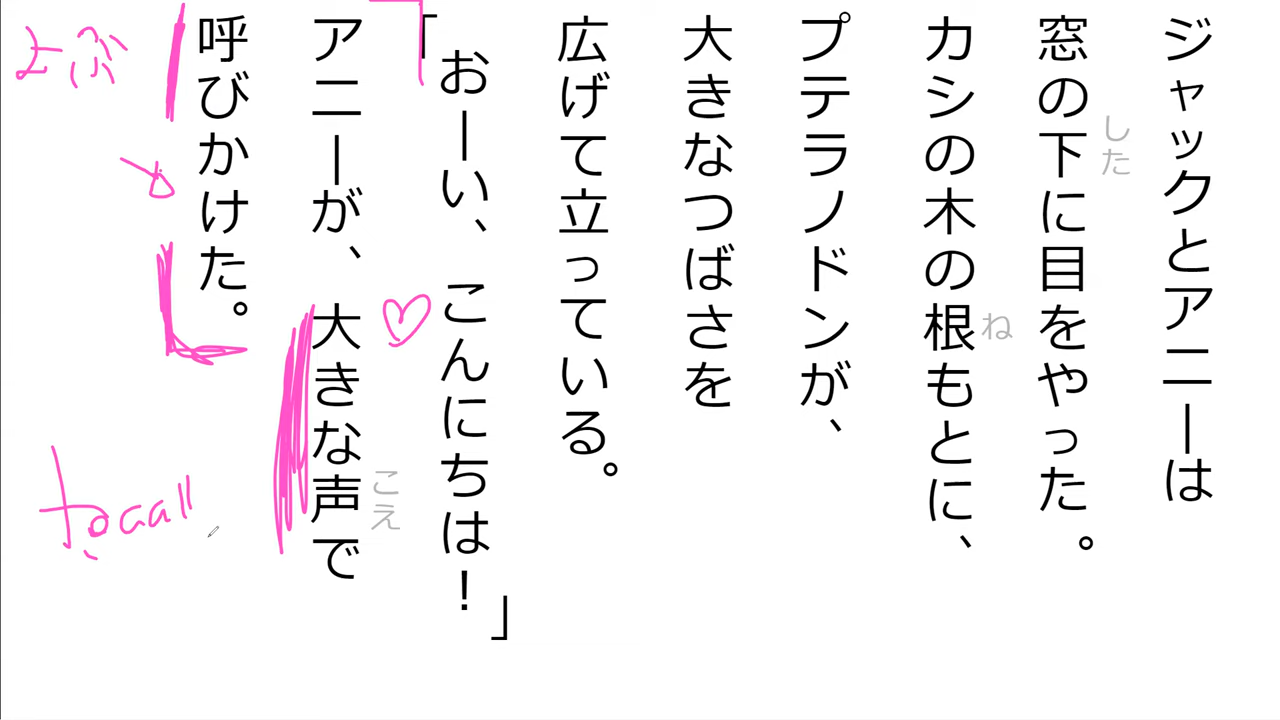 ジャックとアニーは
窓の下に目をやった。
した
カシの木の根もとに、
ね
プテラノドンが、
大きなつばさを
広げて立っている。
「おーい、こんにちは！」
アニーが、大きな声で
こえ
呼びかけた。
よぶ
to call